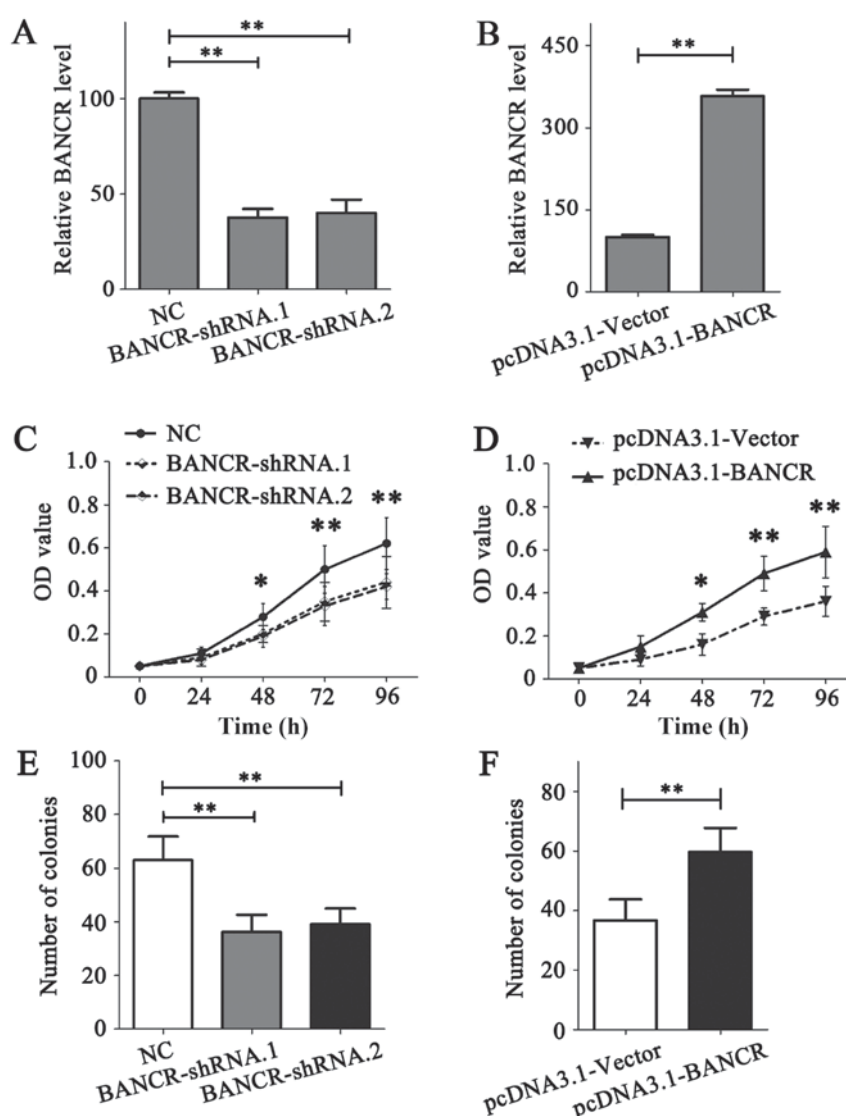 A
Relative BANCR level
100
50
0
**
**
NC
BANCR-shRNA.1
BANCR-shRNA.2
B
Relative BANCR level
450
300
150
100
0
**
pcDNA3.1-Vector
pcDNA3.1-BANCR
C
NC
BANCR-shRNA.1
BANCR-shRNA.2
OD value
1.0
0.8
0.6
0.4
0.2
0
*
**
**
0 24 48 72 96
Time (h)
D
pcDNA3.1-Vector
pcDNA3.1-BANCR
OD value
1.0
0.8
0.6
0.4
0.2
0
*
**
**
0 24 48 72 96
Time (h)
E
Number of colonies
100
80
60
40
20
0
**
**
NC
BANCR-shRNA.1
BANCR-shRNA.2
F
Number of colonies
80
60
40
20
0
**
pcDNA3.1-Vector
pcDNA3.1-BANCR